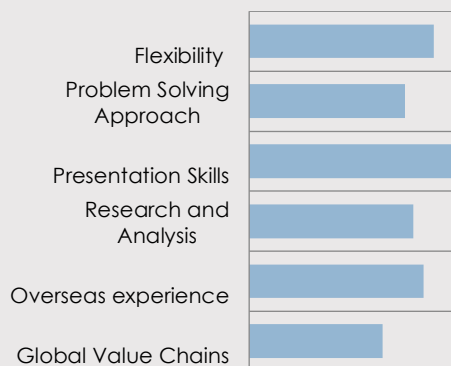 Flexibility
Problem Solving
Approach
Presentation Skills
Research and
Analysis
Overseas experience
Global Value Chains